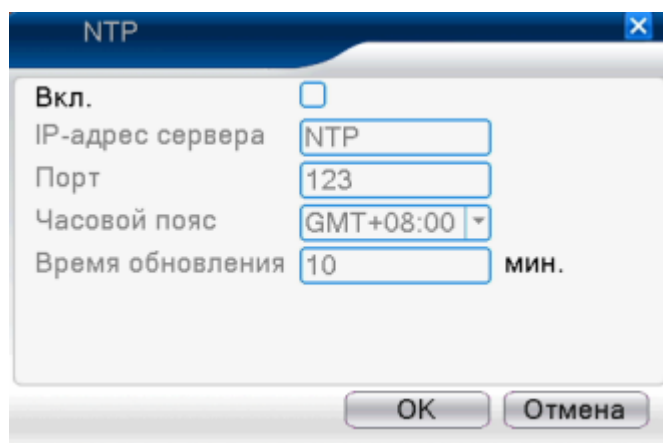 NTP
Вкл.
IP-адрес сервера NTP
Порт 123
Часовой пояс GMT+08:00
Время обновления 10 мин.
OK Отмена